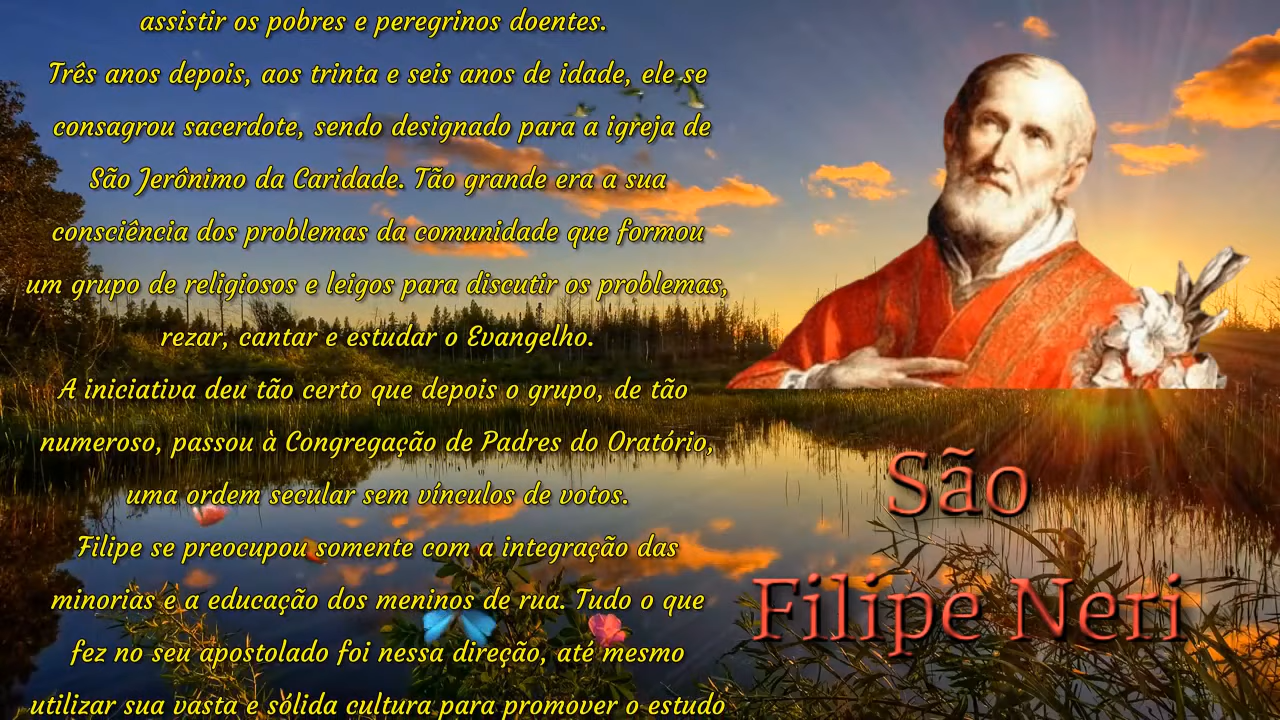 assistir os pobres e peregrinos doentes.
Três anos depois, aos trinta e seis anos de idade, ele se
consagrou sacerdote, sendo designado para a igreja de
São Jerônimo da Caridade. Tão grande era a sua
consciência dos problemas da comunidade que formou
um grupo de religiosos e leigos para discutir os problemas,
rezar, cantar e estudar o Evangelho.
A iniciativa deu tão certo que depois o grupo, de tão
numeroso, passou à Congregação de Padres do Oratório,
uma ordem secular sem vínculos de votos.
Filipe se preocupou somente com a integração das
minorias e a educação dos meninos de rua. Tudo o que
fez no seu apostolado foi nessa direção, até mesmo
utilizar sua vasta e sólida cultura para promover o estudo
São
Filipe Neri